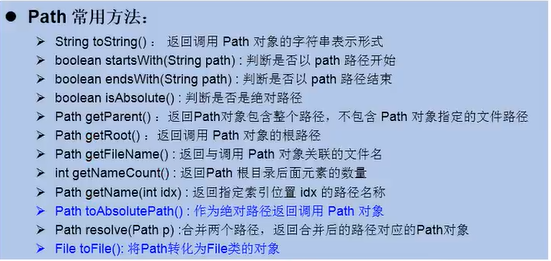 Path 常用方法：
String toString() ： 返回调用 Path 对象的字符串表示形式
boolean startsWith(String path) : 判断是否以 path 路径开始
boolean endsWith(String path) : 判断是否以 path 路径结束
boolean isAbsolute() : 判断是否是绝对路径
Path getParent() ：返回Path对象包含整个路径，不包含 Path 对象指定的文件路径
Path getRoot() ：返回调用 Path 对象的根路径
Path getFileName() : 返回与调用 Path 对象关联的文件名
int getNameCount() : 返回Path 根目录后面元素的数量
Path getName(int idx) : 返回指定索引位置 idx 的路径名称
Path toAbsolutePath() : 作为绝对路径返回调用 Path 对象
Path resolve(Path p) :合并两个路径，返回合并后的路径对应的Path对象
File toFile(): 将Path转化为File类的对象